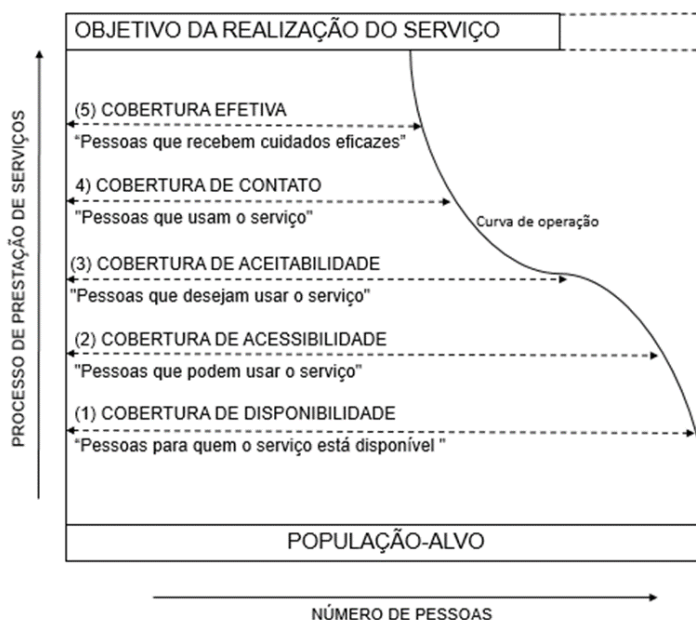 OBJETIVO DA REALIZAÇÃO DO SERVIÇO
PROCESSO DE PRESTAÇÃO DE SERVIÇOS
(5) COBERTURA EFETIVA
“Pessoas que recebem cuidados eficazes”
4) COBERTURA DE CONTATO
"Pessoas que usam o serviço"
Curva de operação
(3) COBERTURA DE ACEITABILIDADE
"Pessoas que desejam usar o serviço"
(2) COBERTURA DE ACESSIBILIDADE
"Pessoas que podem usar o serviço"
(1) COBERTURA DE DISPONIBILIDADE
“Pessoas para quem o serviço está disponível "
POPULAÇÃO-ALVO
NÚMERO DE PESSOAS